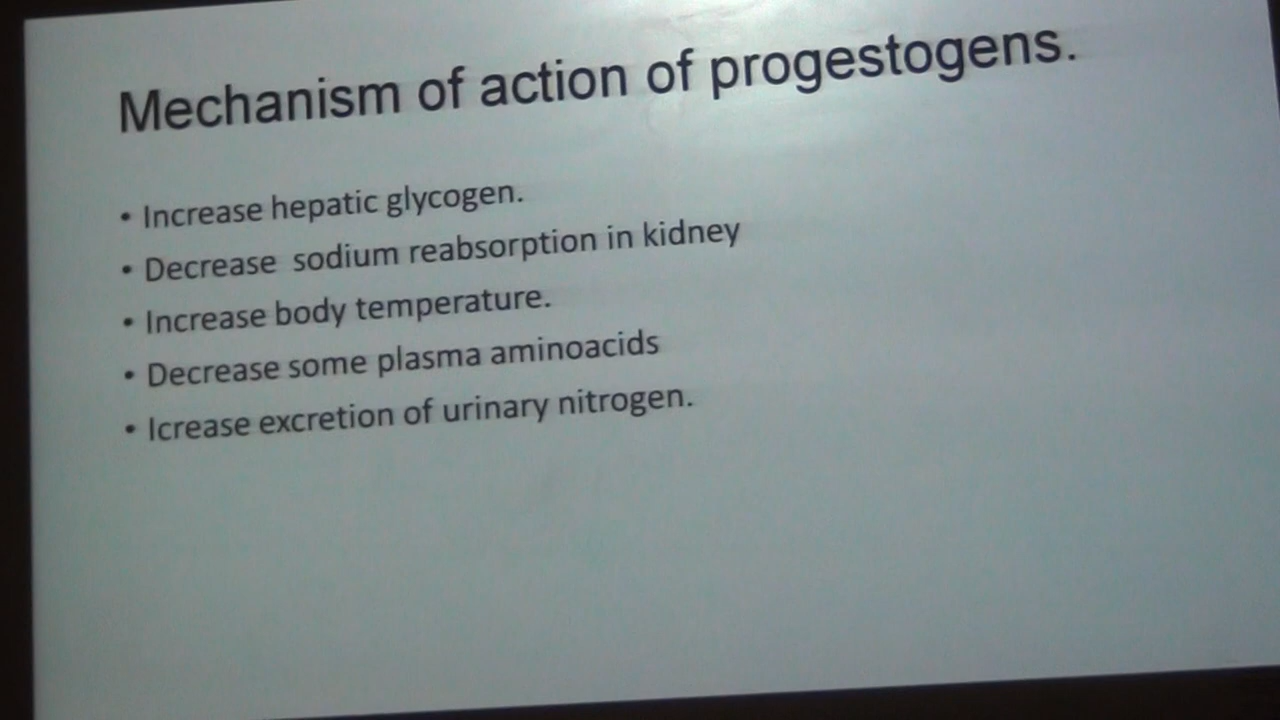 Mechanism of action of progestogens.
• Increase hepatic glycogen.
• Decrease  sodium reabsorption in kidney
• Increase body temperature.
• Decrease some plasma aminoacids
• Icrease excretion of urinary nitrogen.